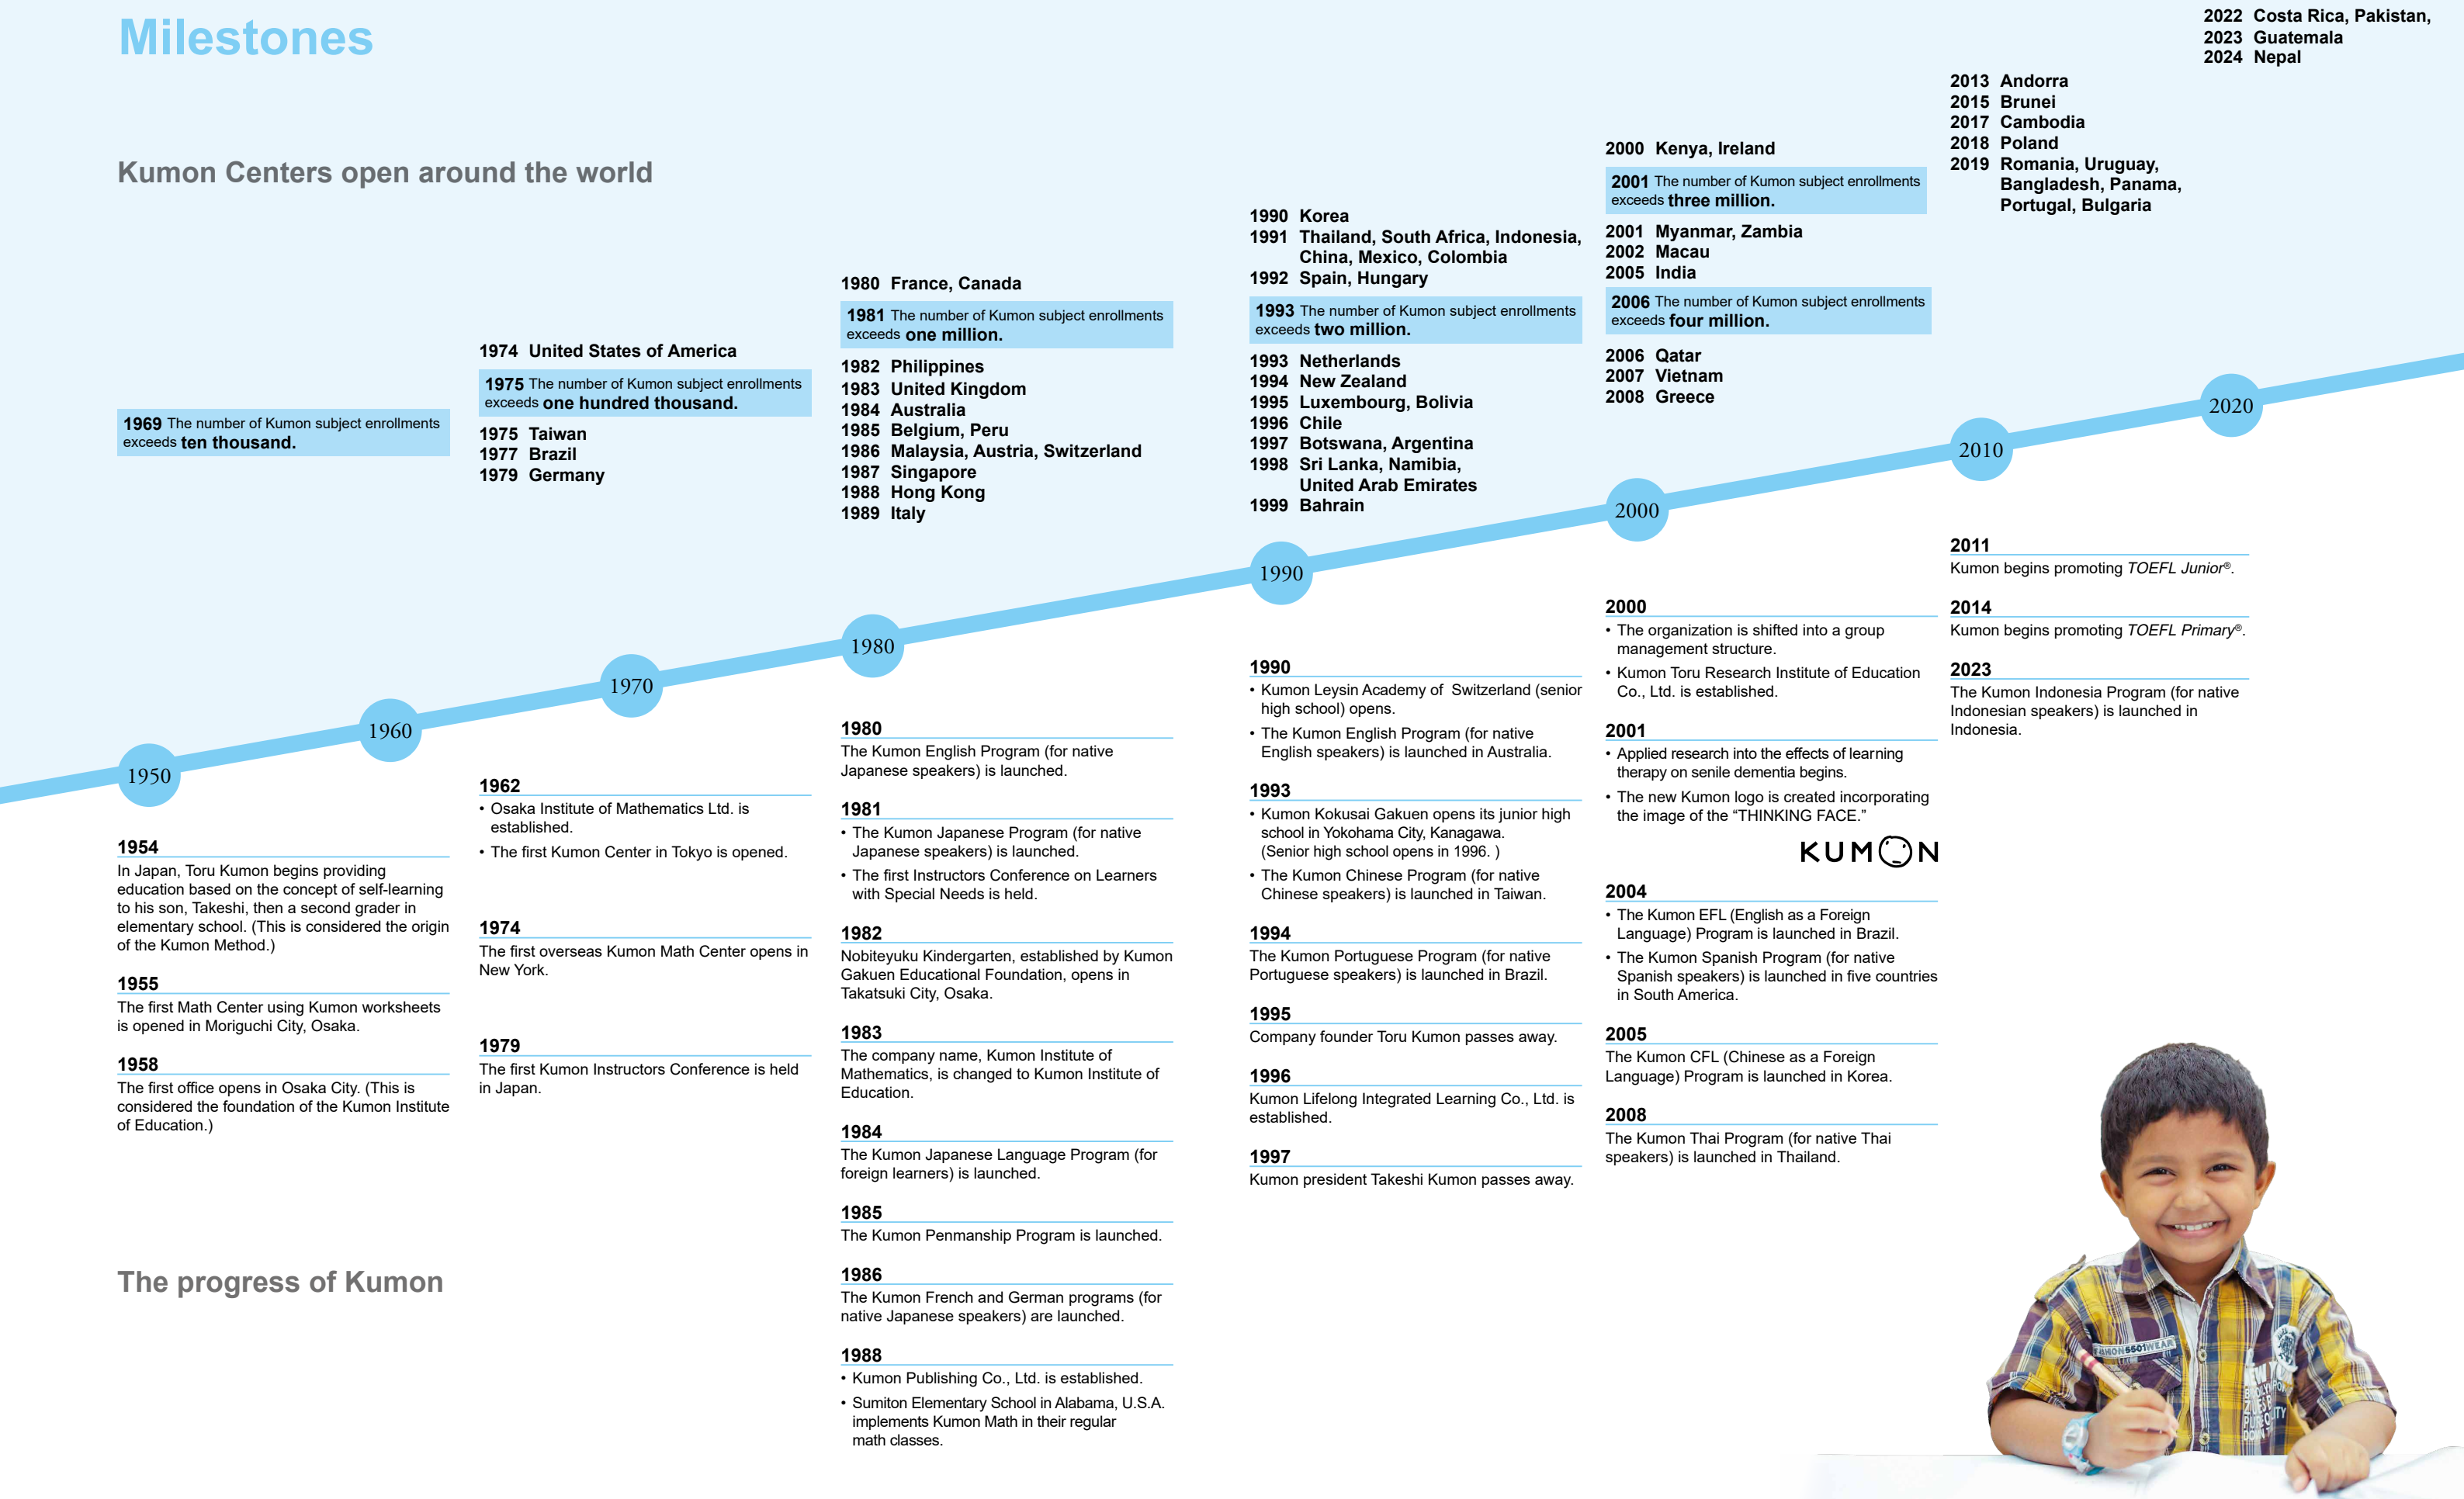 Milestones
Kumon Centers open around the world
1969 The number of Kumon subject enrollments
exceeds ten thousand.
1974 United States of America
1975 The number of Kumon subject enrollments
exceeds one hundred thousand.
1975 Taiwan
1977 Brazil
1979 Germany
1980 France, Canada
1981 The number of Kumon subject enrollments
exceeds one million.
1982 Philippines
1983 United Kingdom
1984 Australia
1985 Belgium, Peru
1986 Malaysia, Austria, Switzerland
1987 Singapore
1988 Hong Kong
1989 Italy
1990 Korea
1991 Thailand, South Africa, Indonesia,
China, Mexico, Colombia
1992 Spain, Hungary
1993 The number of Kumon subject enrollments
exceeds two million.
1993 Netherlands
1994 New Zealand
1995 Luxembourg, Bolivia
1996 Chile
1997 Botswana, Argentina
1998 Sri Lanka, Namibia,
United Arab Emirates
1999 Bahrain
2000 Kenya, Ireland
2001 The number of Kumon subject enrollments
exceeds three million.
2001 Myanmar, Zambia
2002 Macau
2005 India
2006 The number of Kumon subject enrollments
exceeds four million.
2006 Qatar
2007 Vietnam
2008 Greece
2013 Andorra
2015 Brunei
2017 Cambodia
2018 Poland
2019 Romania, Uruguay,
Bangladesh, Panama,
Portugal, Bulgaria
2022 Costa Rica, Pakistan,
2023 Guatemala
2024 Nepal
1950
1960
1970
1980
1990
2000
2010
2020
1954
In Japan, Toru Kumon begins providing
education based on the concept of self-learning
to his son, Takeshi, then a second grader in
elementary school. (This is considered the origin
of the Kumon Method.)
1955
The first Math Center using Kumon worksheets
is opened in Moriguchi City, Osaka.
1958
The first office opens in Osaka City. (This is
considered the foundation of the Kumon Institute
of Education.)
1962
• Osaka Institute of Mathematics Ltd. is
established.
• The first Kumon Center in Tokyo is opened.
1974
The first overseas Kumon Math Center opens in
New York.
1979
The first Kumon Instructors Conference is held
in Japan.
1980
The Kumon English Program (for native
Japanese speakers) is launched.
1981
• The Kumon Japanese Program (for native
Japanese speakers) is launched.
• The first Instructors Conference on Learners
with Special Needs is held.
1982
Nobiteyuku Kindergarten, established by Kumon
Gakuen Educational Foundation, opens in
Takatsuki City, Osaka.
1983
The company name, Kumon Institute of
Mathematics, is changed to Kumon Institute of
Education.
1984
The Kumon Japanese Language Program (for
foreign learners) is launched.
1985
The Kumon Penmanship Program is launched.
1986
The Kumon French and German programs (for
native Japanese speakers) are launched.
1988
• Kumon Publishing Co., Ltd. is established.
• Sumiton Elementary School in Alabama, U.S.A.
implements Kumon Math in their regular
math classes.
1990
• Kumon Leysin Academy of Switzerland (senior
high school) opens.
• The Kumon English Program (for native
English speakers) is launched in Australia.
1993
• Kumon Kokusai Gakuen opens its junior high
school in Yokohama City, Kanagawa.
(Senior high school opens in 1996. )
• The Kumon Chinese Program (for native
Chinese speakers) is launched in Taiwan.
1994
The Kumon Portuguese Program (for native
Portuguese speakers) is launched in Brazil.
1995
Company founder Toru Kumon passes away.
1996
Kumon Lifelong Integrated Learning Co., Ltd. is
established.
1997
Kumon president Takeshi Kumon passes away.
2000
• The organization is shifted into a group
management structure.
• Kumon Toru Research Institute of Education
Co., Ltd. is established.
2001
• Applied research into the effects of learning
therapy on senile dementia begins.
• The new Kumon logo is created incorporating
the image of the “THINKING FACE.”
KUMON
2004
• The Kumon EFL (English as a Foreign
Language) Program is launched in Brazil.
• The Kumon Spanish Program (for native
Spanish speakers) is launched in five countries
in South America.
2005
The Kumon CFL (Chinese as a Foreign
Language) Program is launched in Korea.
2008
The Kumon Thai Program (for native Thai
speakers) is launched in Thailand.
2011
Kumon begins promoting TOEFL Junior®.
2014
Kumon begins promoting TOEFL Primary®.
2023
The Kumon Indonesia Program (for native
Indonesian speakers) is launched in
Indonesia.
The progress of Kumon